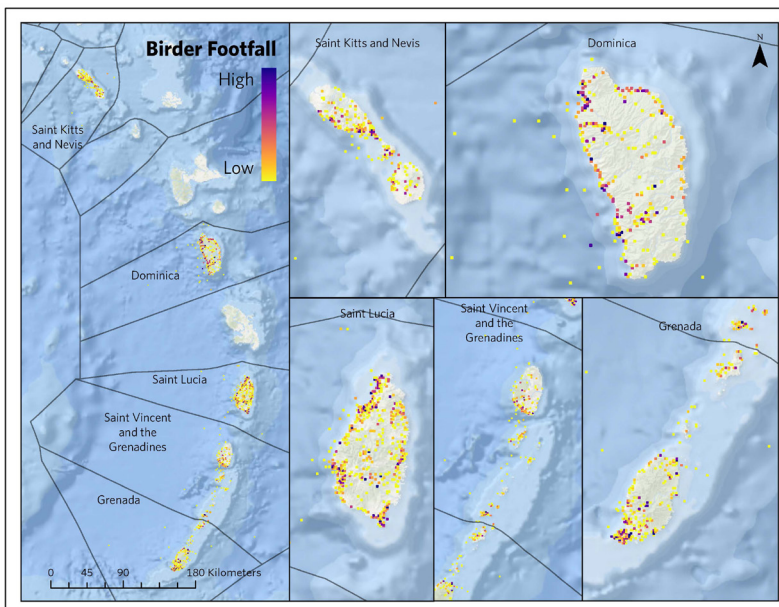 Birder Footfall
High
Low
Saint Kitts
and Nevis
Dominica
Saint Lucia
Saint Vincent
and the
Grenadines
Grenada
0 45 90 180 Kilometers
Saint Kitts and Nevis
Dominica
N
Saint Lucia
Saint Vincent
and the
Grenadines
Grenada